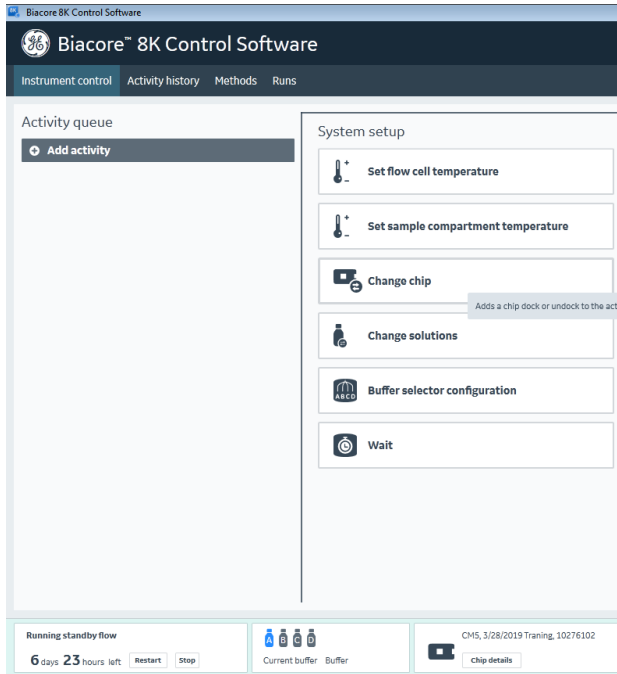 Biacore 8K Control Software
Biacore™ 8K Control Software
Instrument control Activity history Methods Runs
Activity queue
Add activity
System setup
Set flow cell temperature
Set sample compartment temperature
Change chip
Adds a chip dock or undock to the act
Change solutions
ABCD
Buffer selector configuration
Wait
Running standby flow
6 days 23 hours left Restart Stop
A B C D
Current buffer Buffer
CM5, 3/28/2019 Traning, 10276102
Chip details